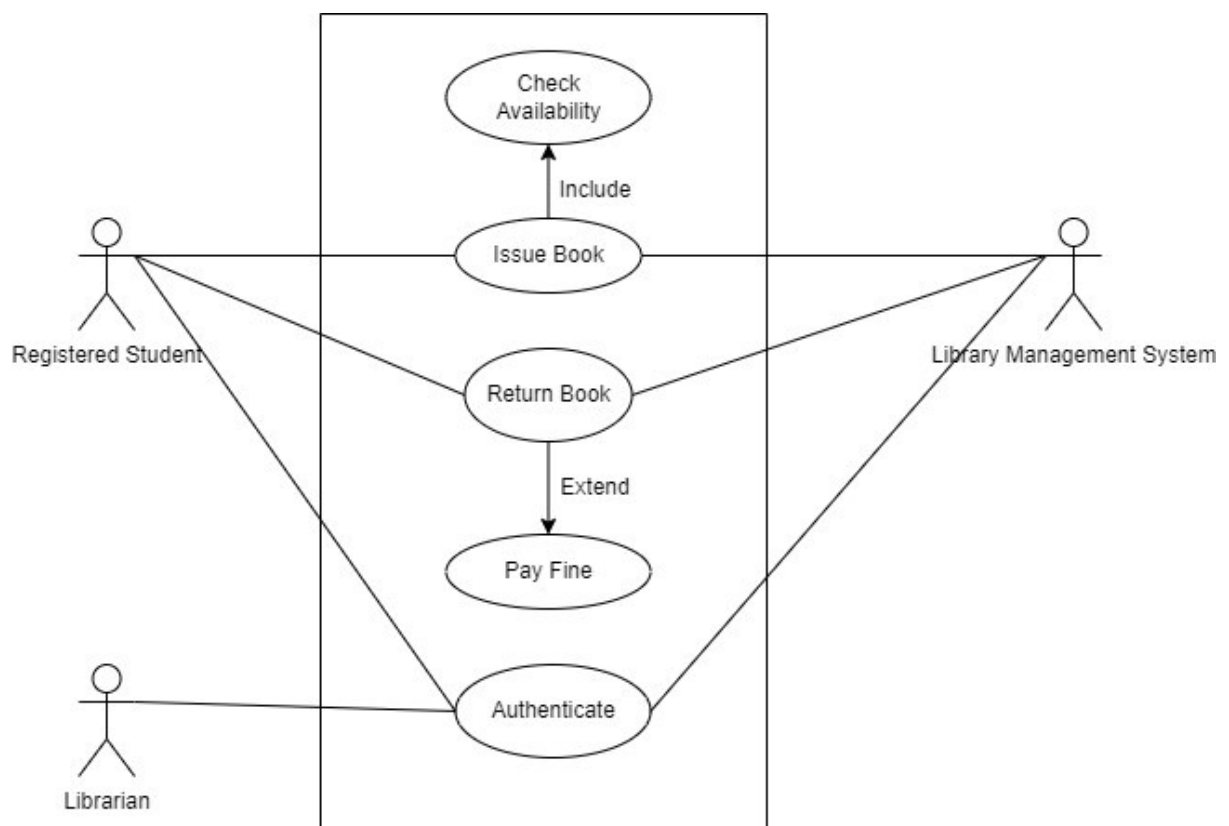 Check
Availability
Include
Issue Book
Registered Student
Library Management System
Return Book
Extend
Pay Fine
Authenticate
Librarian